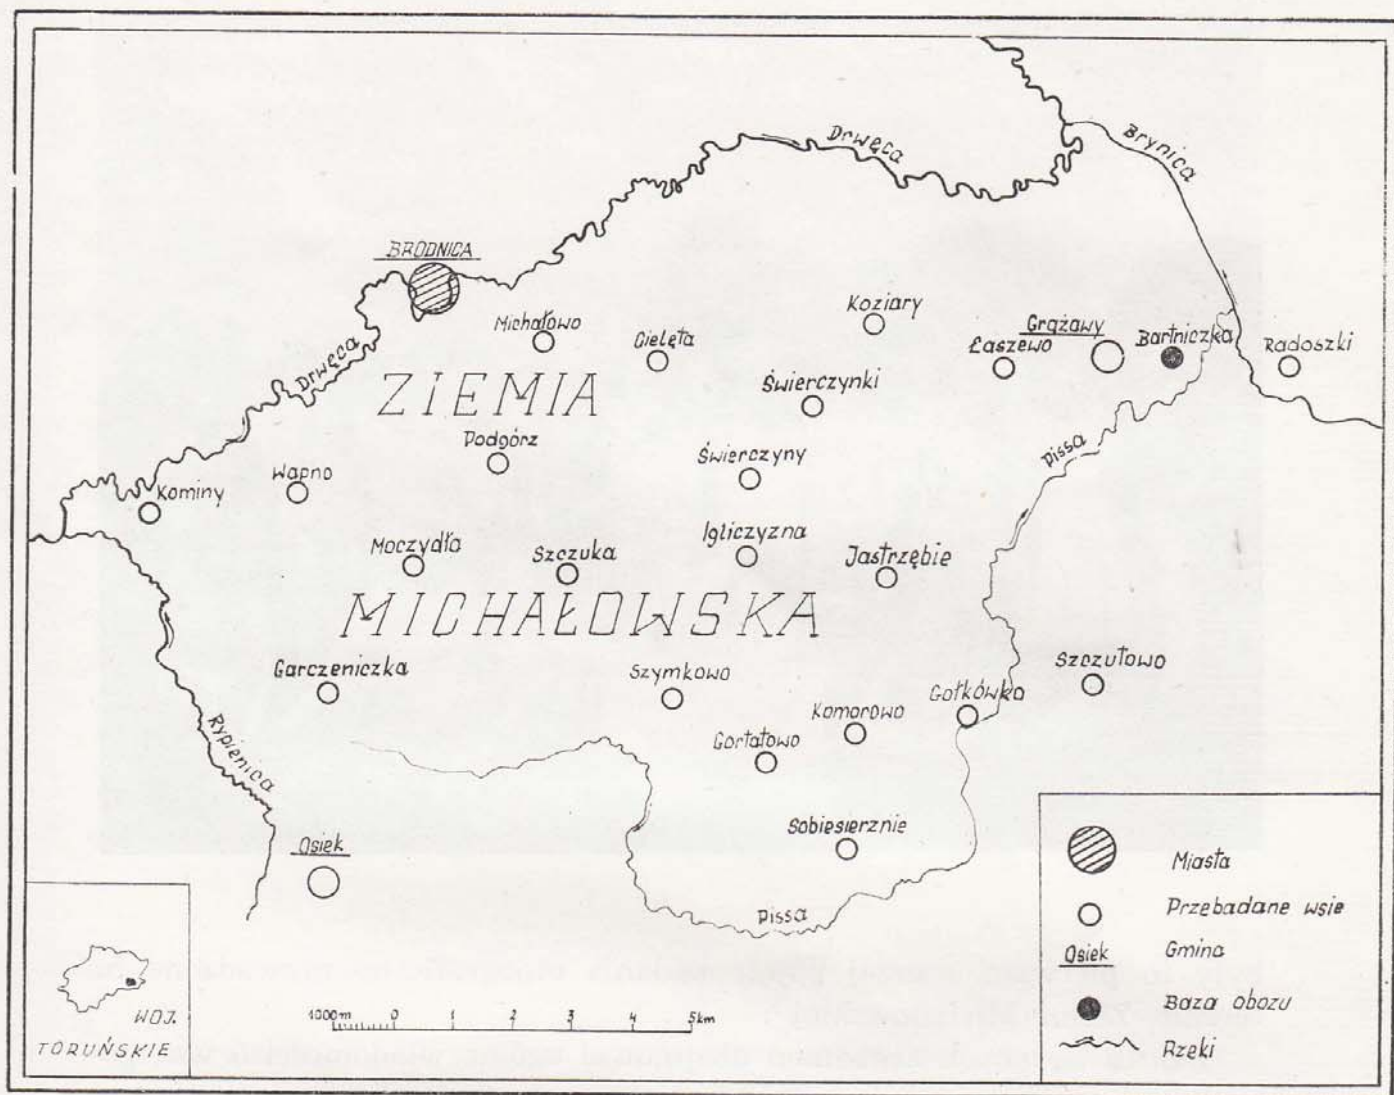 Drwęca
Brynica
BRODNICA
Michałowo
Cielęta
Koziary
Grążawy
Łaszewo
Bartniczka
Radoszki
Drwęca
ZIEMIA
Świerczynki
Podgórz
Świerczyny
Pissa
Kominy
Wapno
Moczydła
Szczuka
Igliczyzna
Jastrzębie
MICHAŁOWSKA
Garczeniczka
Szymkowo
Szczutowo
Gołkówko
Komorowo
Gortatowo
Rypienica
Sobiesierznie
Osiek
Pissa
Miasta
Przebadane wsie
Osiek Gmina
Baza obozu
Rzeki
WOJ.
TORUŃSKIE
1000m 0 1 2 3 4 5km